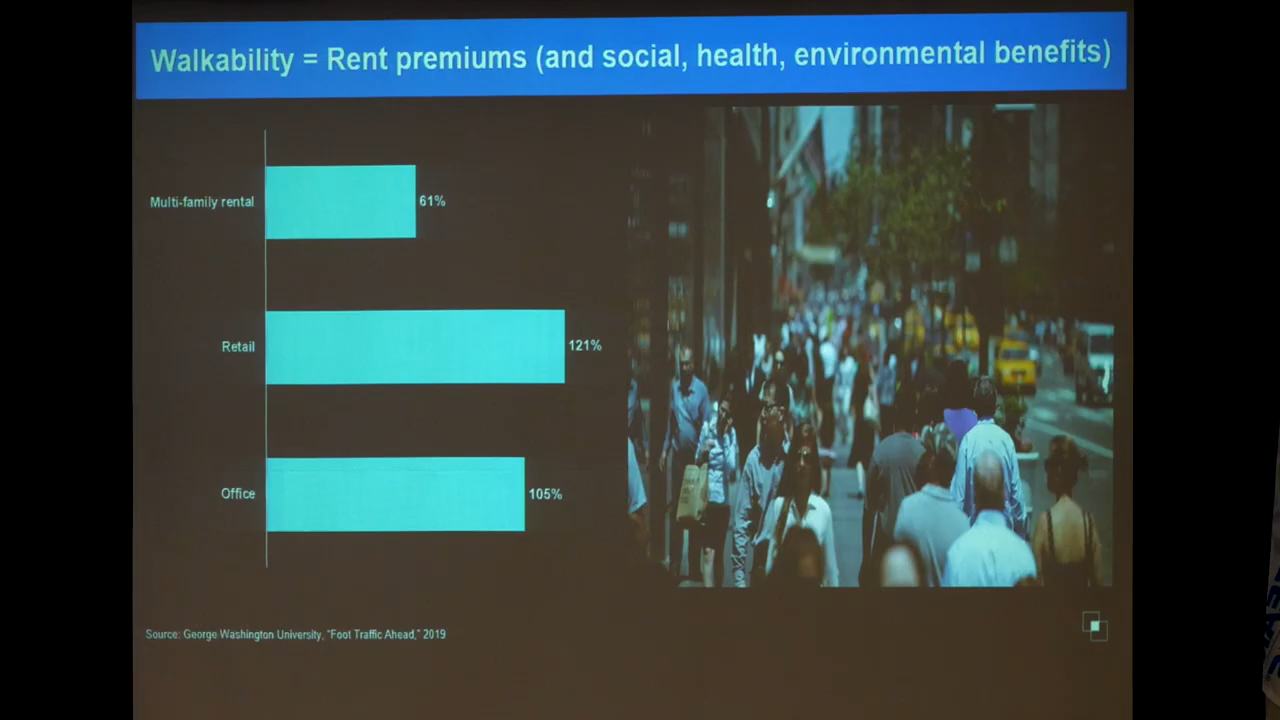 Walkability = Rent premiums (and social, health, environmental benefits)
Multi-family rental
61%
Retail
121%
Office
105%
Source: George Washington University, "Foot Traffic Ahead," 2019